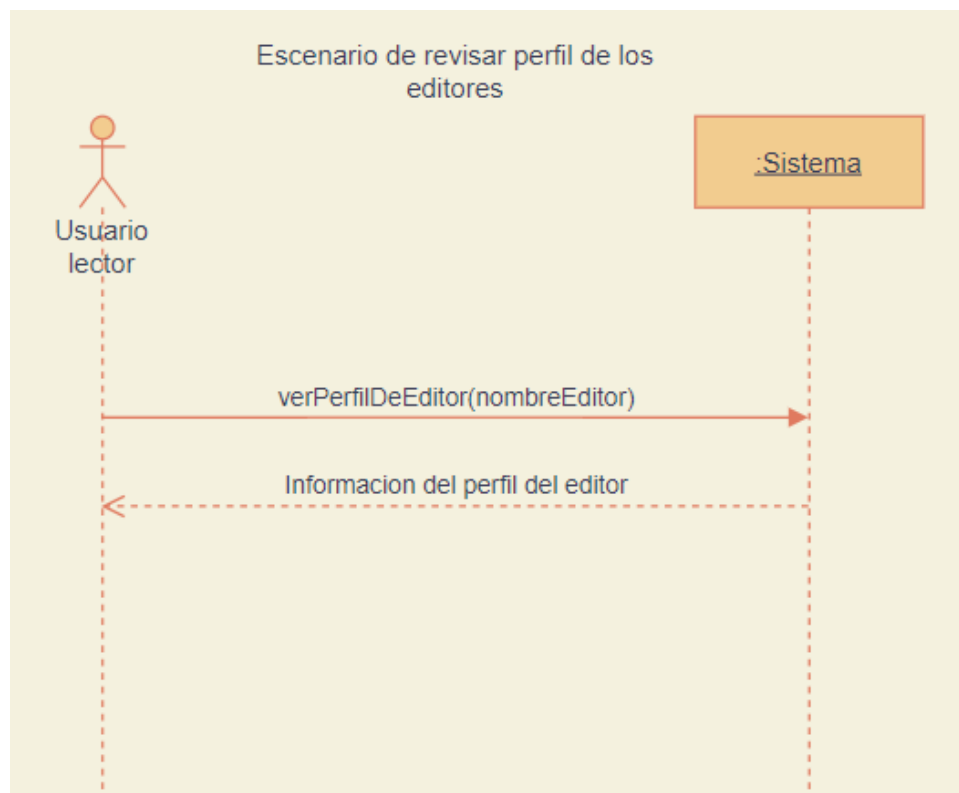 Escenario de revisar perfil de los
editores
:Sistema
Usuario
lector
verPerfilDeEditor(nombreEditor)
Informacion del perfil del editor